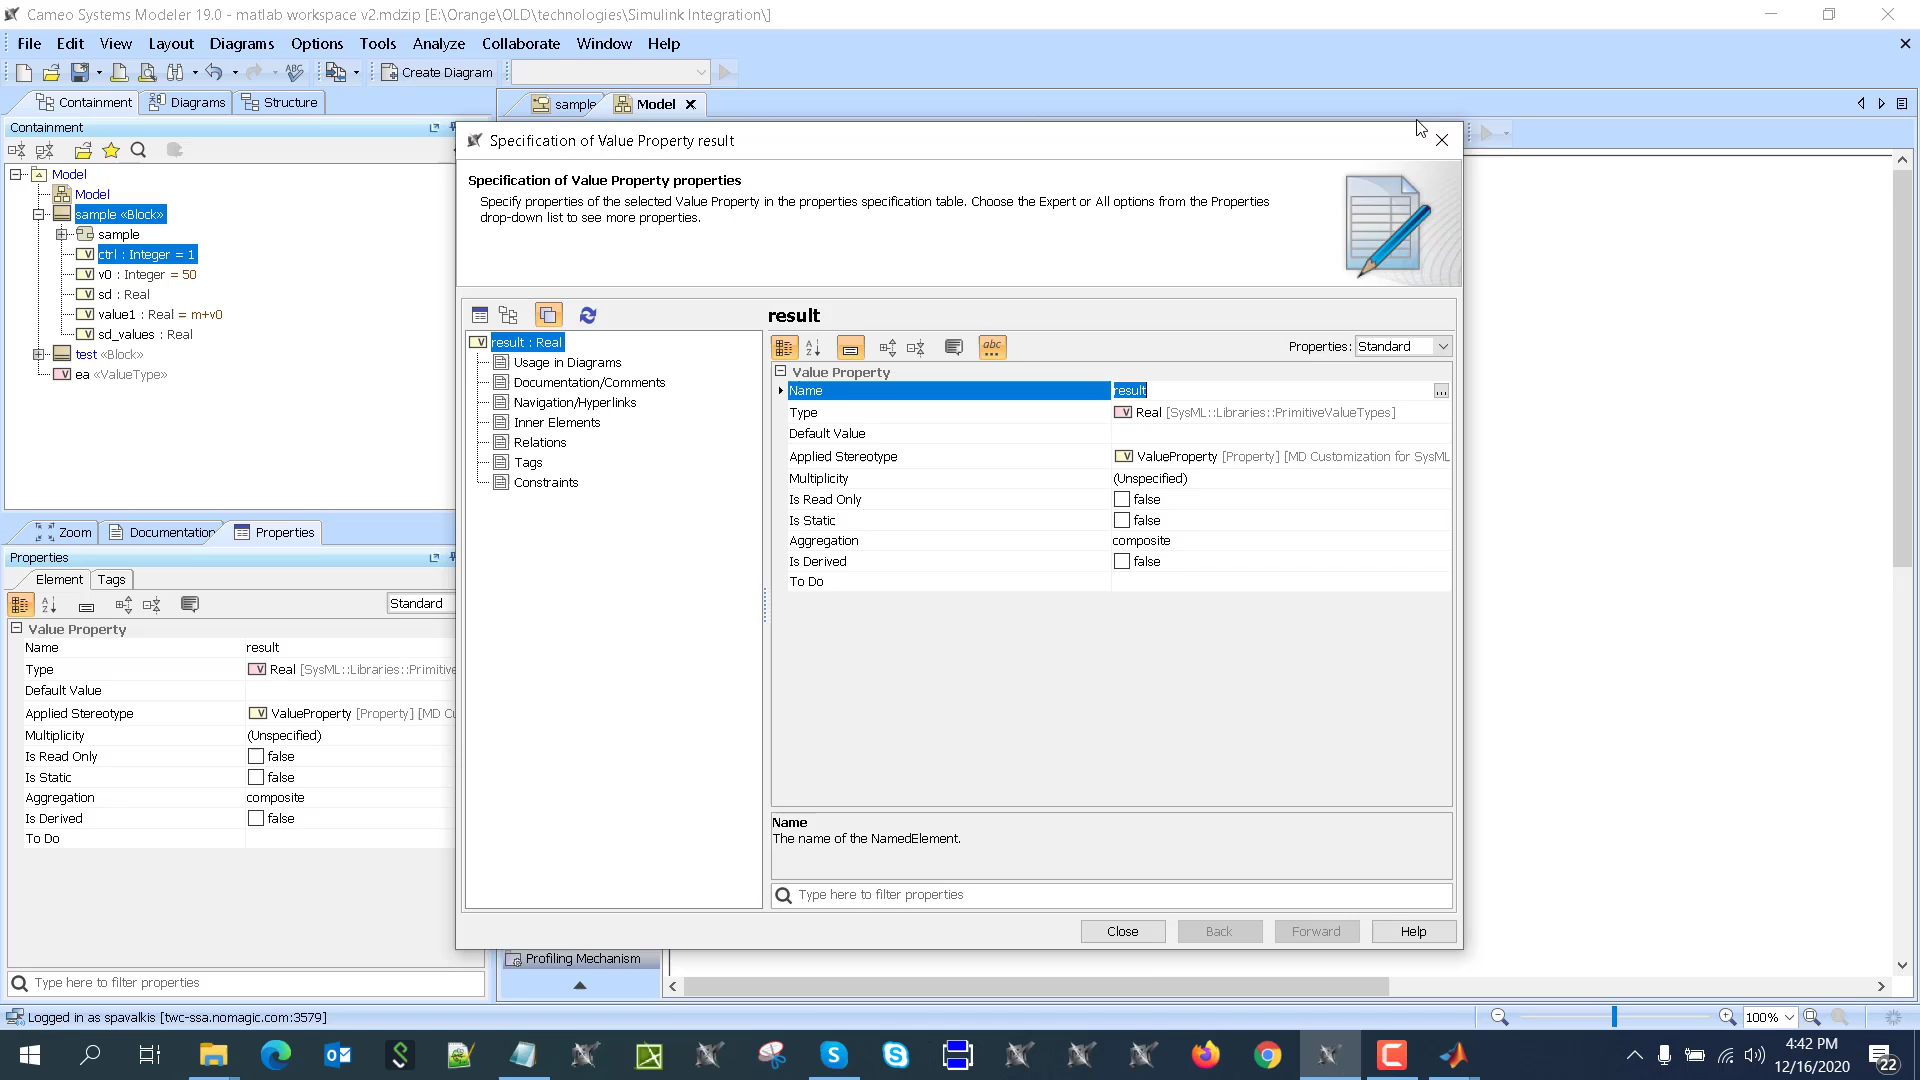 Cameo Systems Modeler 19.0 - matlab workspace v2.mdzip [E:\Orange\OLD\technologies\Simulink Integration\]
File Edit View Layout Diagrams Options Tools Analyze Collaborate Window Help
Create Diagram
Containment Diagrams Structure
sample Model
Containment
Model
Model
sample «Block»
sample
ctrl : Integer = 1
v0 : Integer = 50
sd : Real
value1 : Real = m+v0
sd_values : Real
test «Block»
ea «ValueType»
Zoom Documentation Properties
Properties
Element Tags
Standard
Value Property
Name result
Type Real [SysML::Libraries::Primitive
Default Value
Applied Stereotype ValueProperty [Property] [MD Cu
Multiplicity (Unspecified)
Is Read Only false
Is Static false
Aggregation composite
Is Derived false
To Do
Type here to filter properties
Specification of Value Property result
Specification of Value Property properties
Specify properties of the selected Value Property in the properties specification table. Choose the Expert or All options from the Properties
drop-down list to see more properties.
result : Real
Usage in Diagrams
Documentation/Comments
Navigation/Hyperlinks
Inner Elements
Relations
Tags
Constraints
result
Properties: Standard
Value Property
Name result
Type Real [SysML::Libraries::PrimitiveValueTypes]
Default Value
Applied Stereotype ValueProperty [Property] [MD Customization for SysML
Multiplicity (Unspecified)
Is Read Only false
Is Static false
Aggregation composite
Is Derived false
To Do
Name
The name of the NamedElement.
Type here to filter properties
Close Back Forward Help
Profiling Mechanism
Logged in as spavalkis [twc-ssa.nomagic.com:3579]
100%
4:42 PM
12/16/2020
22